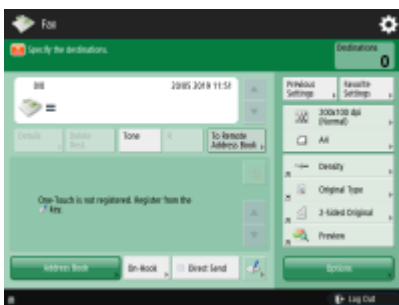 Fax
Specify the destinations.
Destinations
0
20/05 2019 11:51
Previous Settings
Favorite Settings
200x100 dpi
(Normal)
A4
Details
Delete Dest.
Tone
R
To Remote
Address Book
Density
Original Type
2-Sided Original
Preview
One-Touch is not registered. Register from the
Key.
Address Book
On-Hook
Direct Send
Options
Log Out